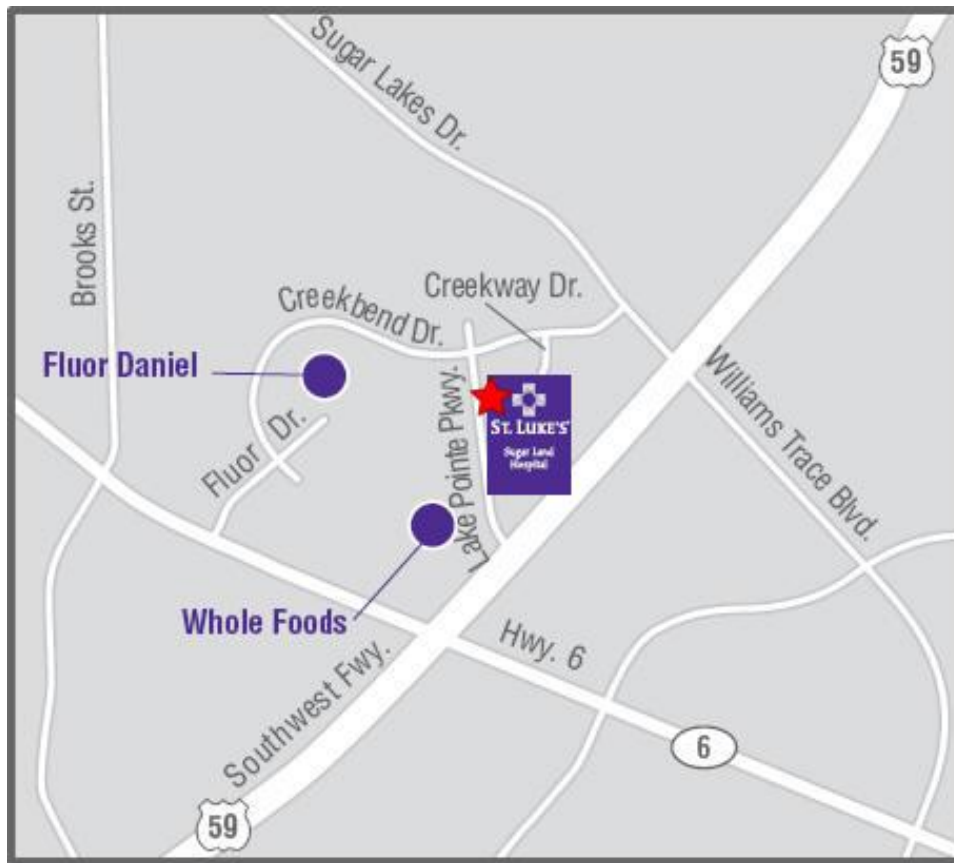 59
Sugar Lakes Dr.
Brooks St.
Creekway Dr.
Creekbend Dr.
Fluor Daniel
Williams Trace Blvd.
Lake Pointe Pkwy.
ST. LUKE'S
Sugar Land
Hospital
Fluor Dr.
Whole Foods
Hwy. 6
Southwest Fwy.
6
59